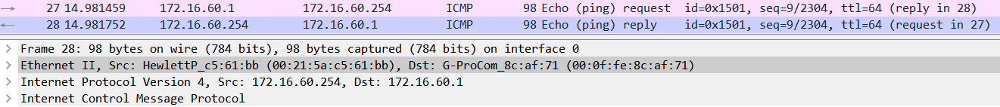 27 14.981459 172.16.60.1 172.16.60.254 ICMP 98 Echo (ping) request id=0x1501, seq=9/2304, ttl=64 (reply in 28)
28 14.981752 172.16.60.254 172.16.60.1 ICMP 98 Echo (ping) reply id=0x1501, seq=9/2304, ttl=64 (request in 27)
Frame 28: 98 bytes on wire (784 bits), 98 bytes captured (784 bits) on interface 0
Ethernet II, Src: HewlettP_c5:61:bb (00:21:5a:c5:61:bb), Dst: G-ProCom_8c:af:71 (00:0f:fe:8c:af:71)
Internet Protocol Version 4, Src: 172.16.60.254, Dst: 172.16.60.1
Internet Control Message Protocol